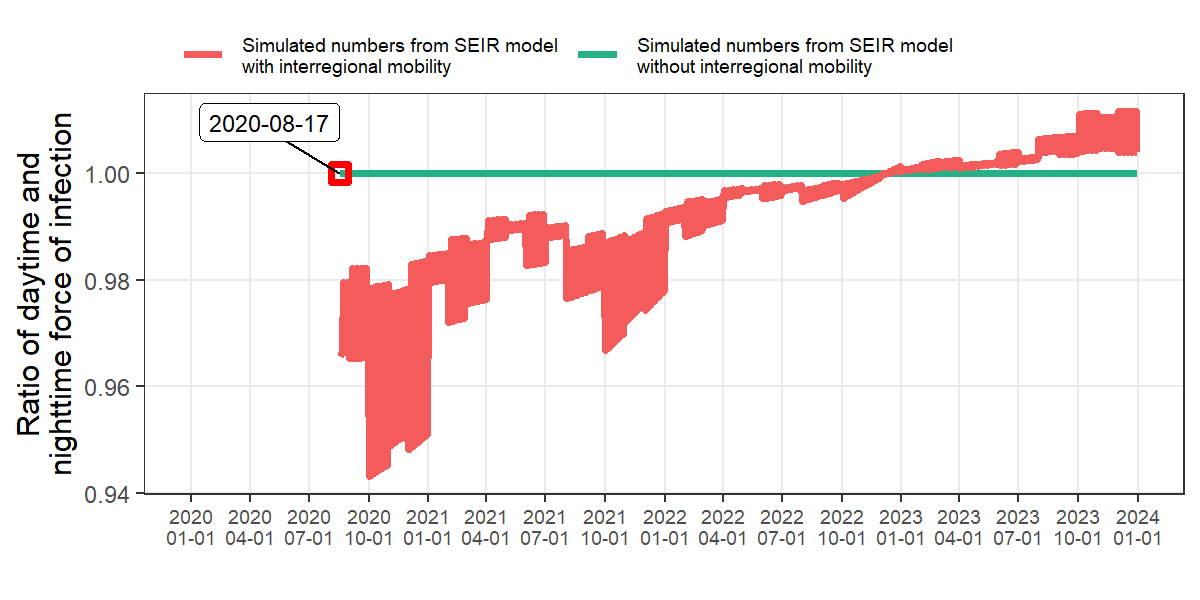 Simulated numbers from SEIR model
with interregional mobility
Simulated numbers from SEIR model
without interregional mobility
2020-08-17
Ratio of daytime and
nighttime force of infection
1.00
0.98
0.96
0.94
2020 2020 2020 2020 2021 2021 2021 2021 2022 2022 2022 2022 2023 2023 2023 2023 2024
01-01 04-01 07-01 10-01 01-01 04-01 07-01 10-01 01-01 04-01 07-01 10-01 01-01 04-01 07-01 10-01 01-01